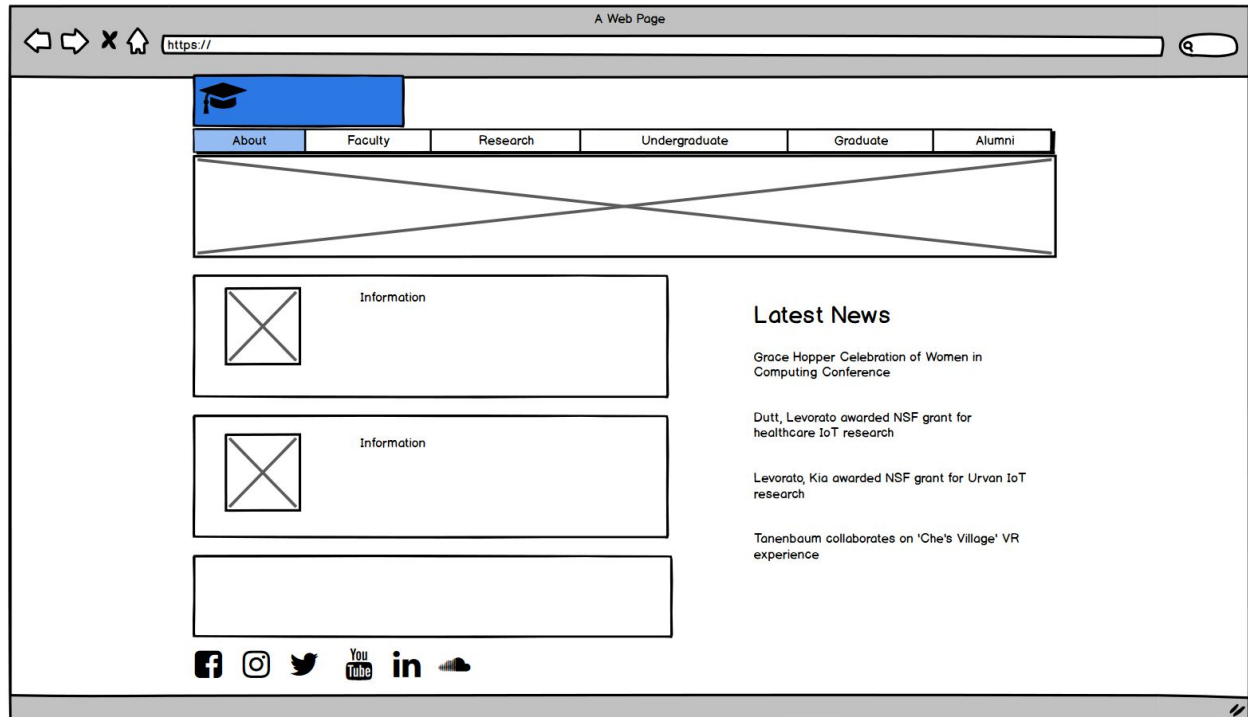 A Web Page
https://
About Faculty Research Undergraduate Graduate Alumni
Information
Information
Latest News
Grace Hopper Celebration of Women in
Computing Conference
Dutt, Levorato awarded NSF grant for
healthcare IoT research
Levorato, Kia awarded NSF grant for Urvan IoT
research
Tanenbaum collaborates on 'Che's Village' VR
experience
You
Tube
in